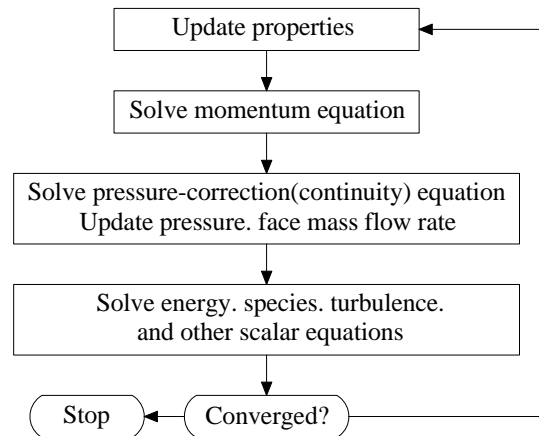 Update properties
Solve momentum equation
Solve pressure-correction(continuity) equation
Update pressure. face mass flow rate
Solve energy. species. turbulence.
and other scalar equations
Stop
Converged?